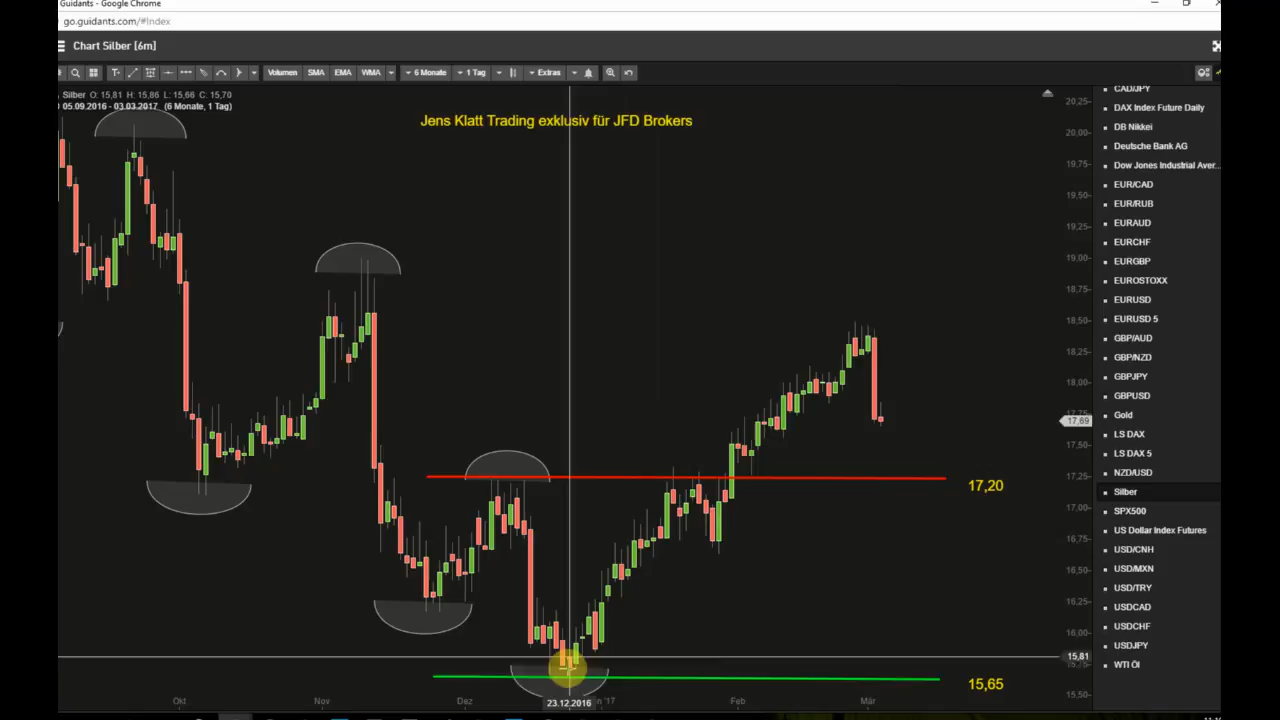 Guidants - Google Chrome
go.guidants.com/#Index
Chart Silber [6m]
Volumen SMA EMA WMA 6 Monate 1 Tag Extras
Silber O: 15,81 H: 15,86 L: 15,66 C: 15,70
05.09.2016 - 03.03.2017 (6 Monate, 1 Tag)
Jens Klatt Trading exklusiv für JFD Brokers
20,25
20,00
19,75
19,50
19,25
19,00
18,75
18,50
18,25
18,00
17,69
17,50
17,25
17,00
16,75
16,50
16,25
16,00
15,81
15,75
15,50
17,20
15,65
Okt Nov Dez 23.12.2016 '17 Feb Mär
CAD/JPY
DAX Index Future Daily
DB Nikkei
Deutsche Bank AG
Dow Jones Industrial Aver...
EUR/CAD
EUR/RUB
EURAUD
EURCHF
EURGBP
EUROSTOXX
EURUSD
EURUSD 5
GBP/AUD
GBP/NZD
GBPJPY
GBPUSD
Gold
LS DAX
LS DAX 5
NZD/USD
Silber
SPX500
US Dollar Index Futures
USD/CNH
USD/MXN
USD/TRY
USDCAD
USDCHF
USDJPY
WTI Öl